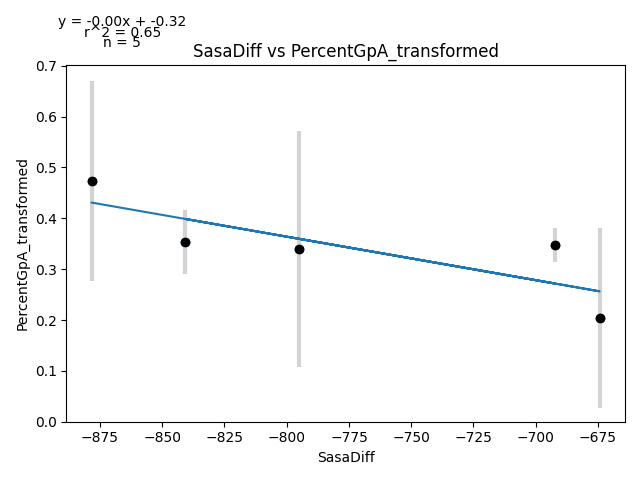 y = -0.00x + -0.32
r^2 = 0.65
n = 5
SasaDiff vs PercentGpA_transformed
0.7
0.6
0.5
0.4
0.3
0.2
0.1
0.0
PercentGpA_transformed
−875
−850
−825
−800
−775
−750
−725
−700
−675
SasaDiff